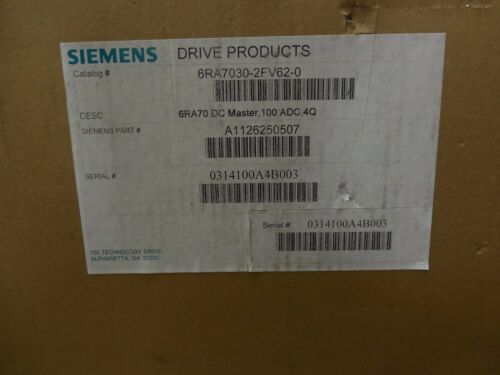 SIEMENS DRIVE PRODUCTS
Catalog # 6RA7030-2FV62-0
DESC: 6RA70 DC Master,100 ADC,4Q
SIEMENS PART # A1126250507
SERIAL # 0314100A4B003
Serial #: 0314100A4B003
100 TECHNOLOGY DRIVE
ALPHARETTA, GA 30202